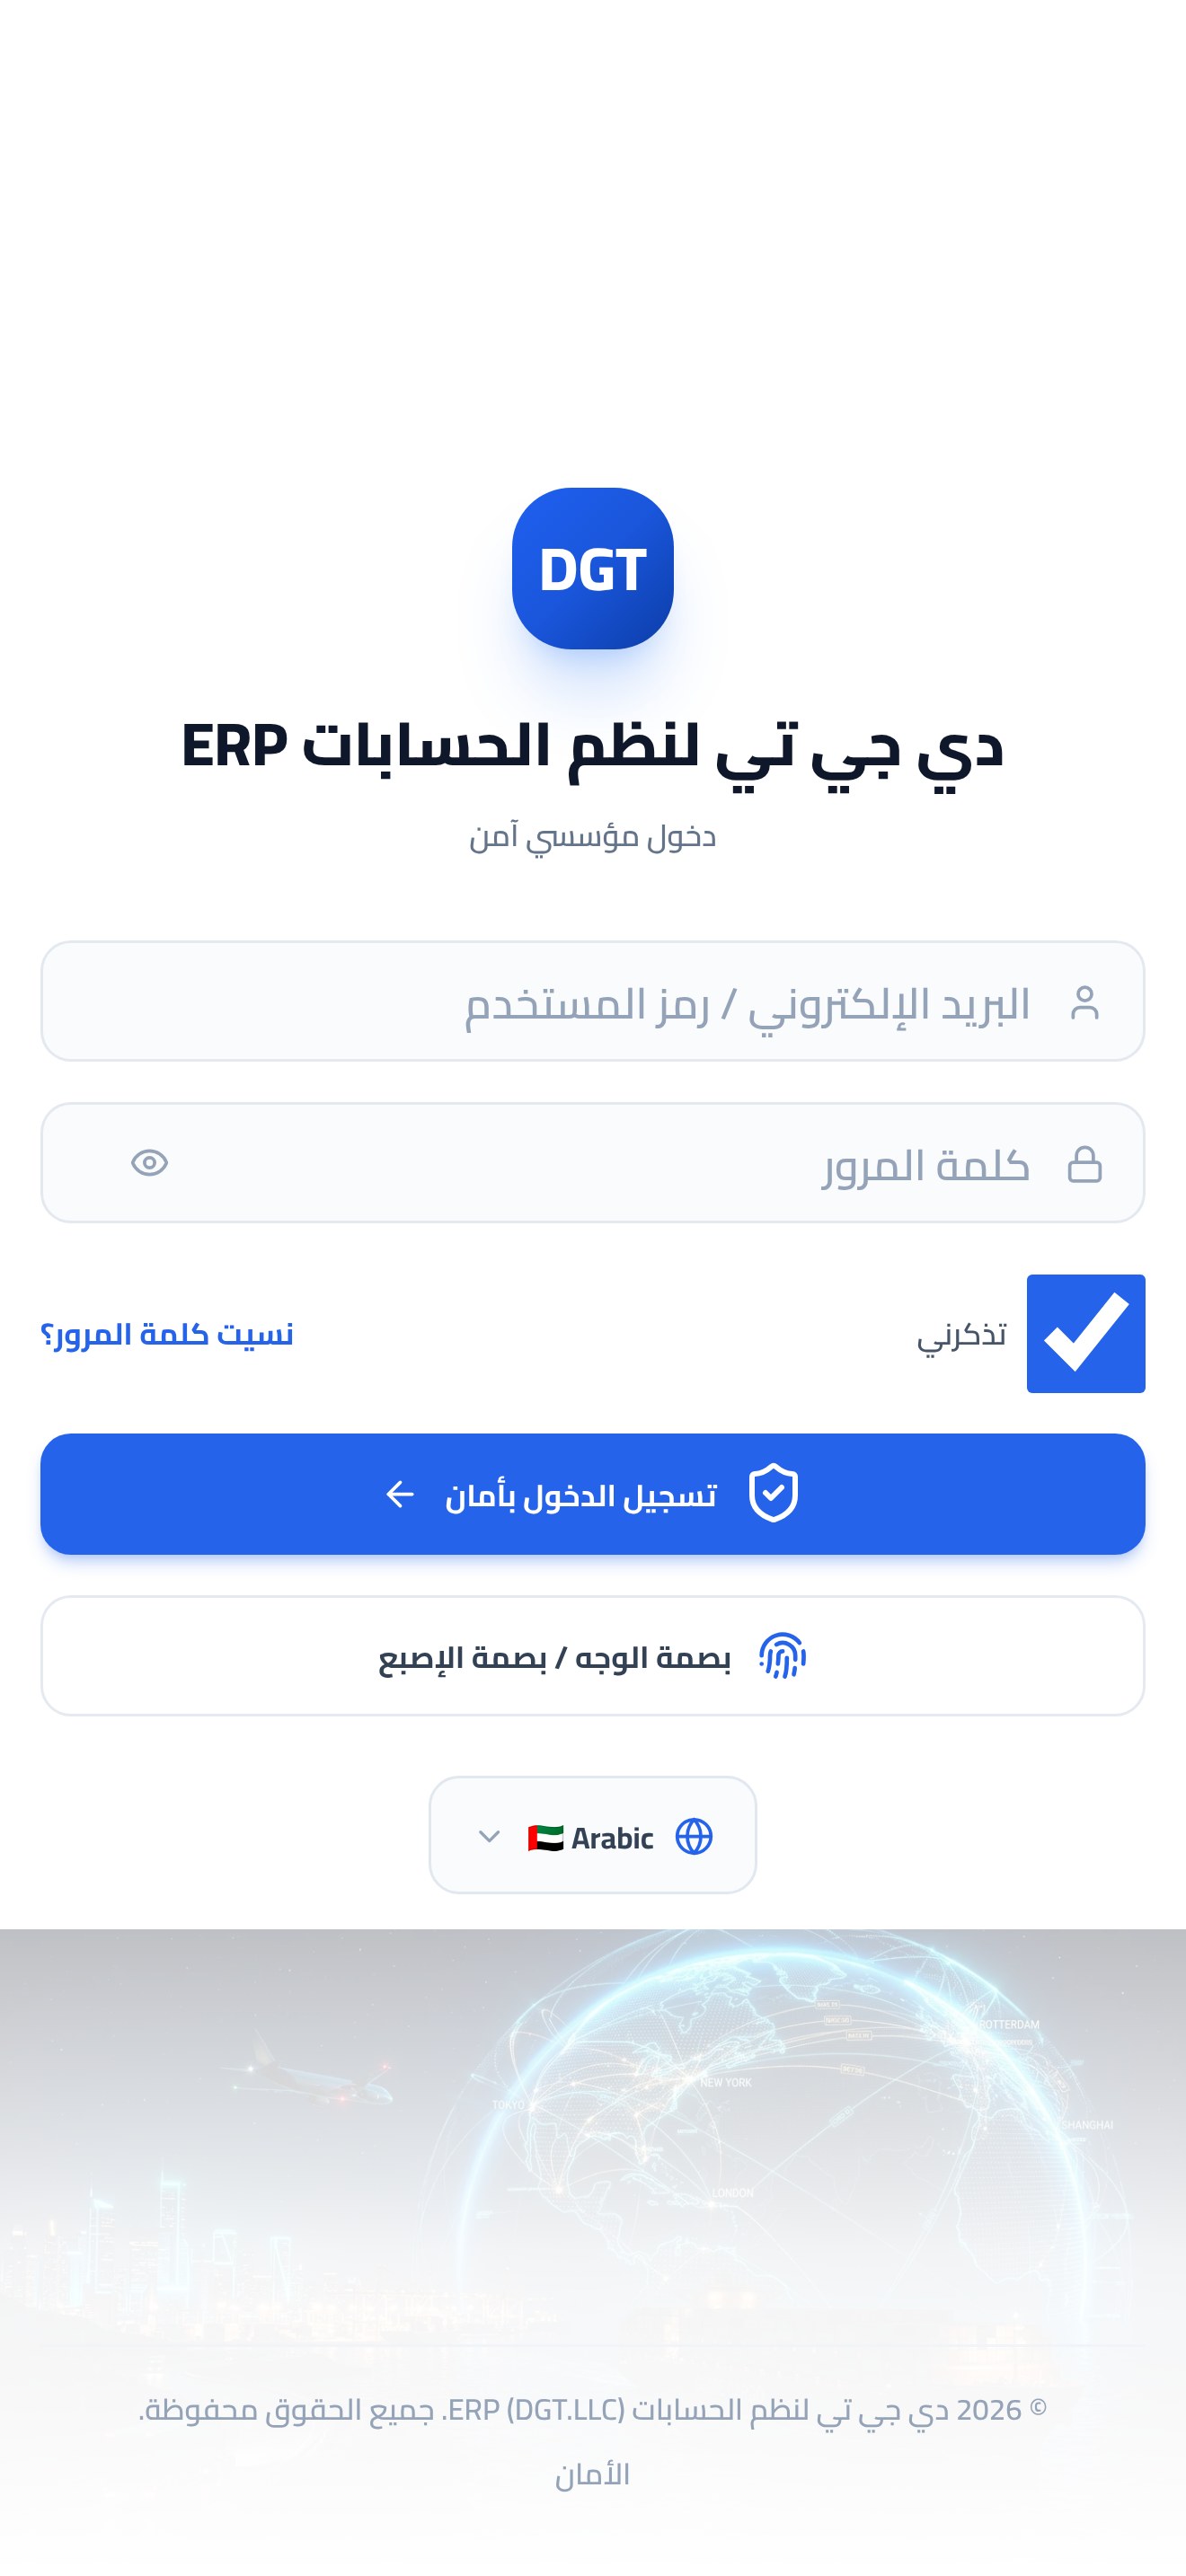 DGT
دي جي تي لنظم الحسابات ERP
دخول مؤسسي آمن
البريد الإلكتروني / رمز المستخدم
كلمة المرور
تذكرني
نسيت كلمة المرور؟
تسجيل الدخول بأمان
بصمة الوجه / بصمة الإصبع
Arabic 🇦🇪
ROTTERDAM
NEW YORK
TOKYO
SHANGHAI
LONDON
© 2026 دي جي تي لنظم الحسابات ERP (DGT.LLC). جميع الحقوق محفوظة.
الأمان